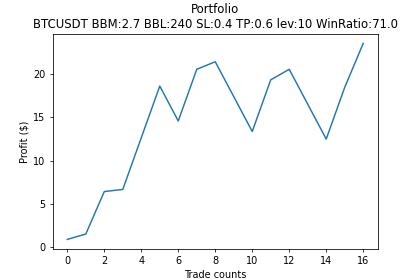 Portfolio
BTCUSDT BBM:2.7 BBL:240 SL:0.4 TP:0.6 lev:10 WinRatio:71.0
Profit ($)
20
15
10
5
0
0 2 4 6 8 10 12 14 16
Trade counts